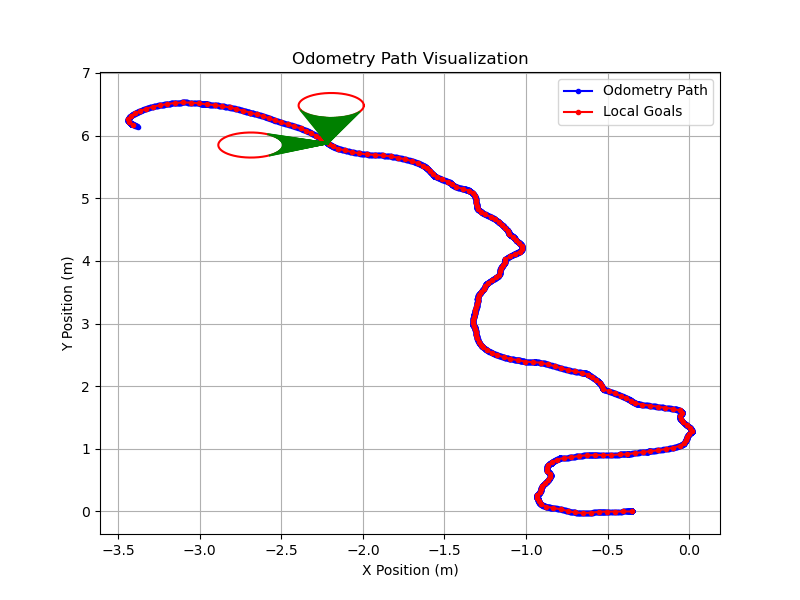 Odometry Path Visualization
Odometry Path
Local Goals
Y Position (m)
7
6
5
4
3
2
1
0
−3.5 −3.0 −2.5 −2.0 −1.5 −1.0 −0.5 0.0
X Position (m)